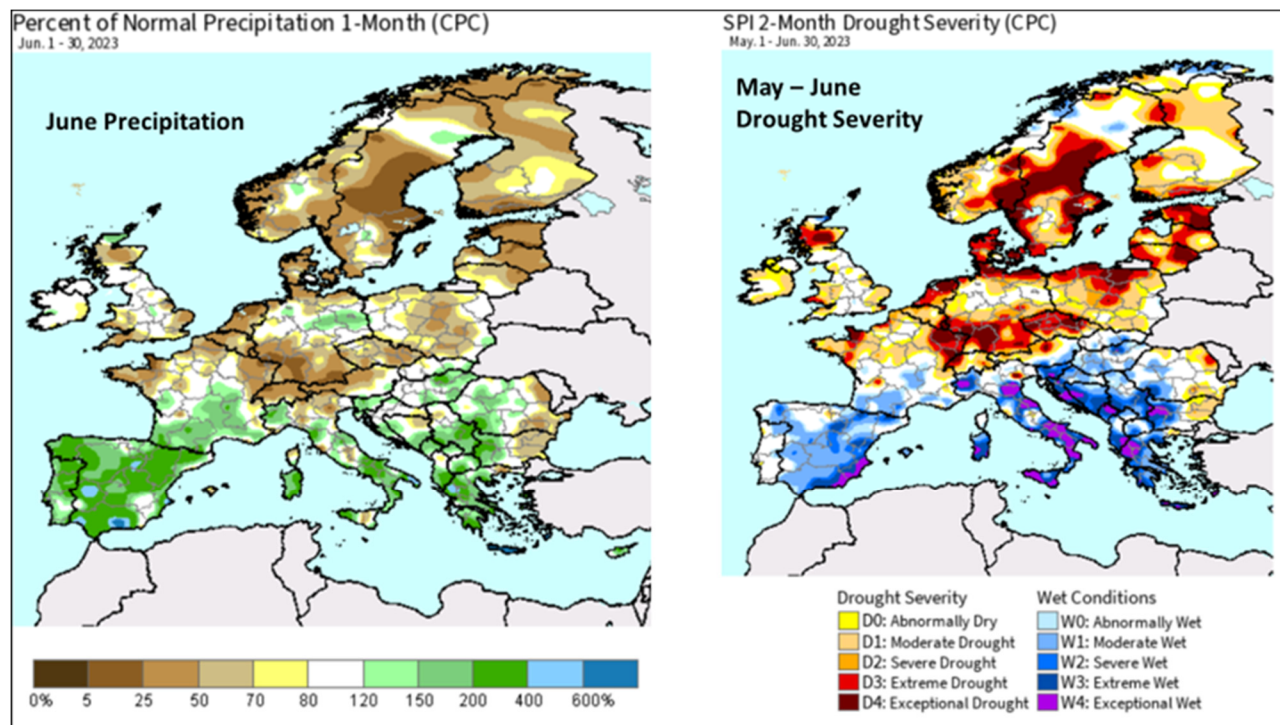 Percent of Normal Precipitation 1-Month (CPC)
Jun. 1 - 30, 2023
June Precipitation
0% 5 25 50 70 80 120 150 200 400 600%
SPI 2-Month Drought Severity (CPC)
May. 1 - Jun. 30, 2023
May – June
Drought Severity
Drought Severity
D0: Abnormally Dry
D1: Moderate Drought
D2: Severe Drought
D3: Extreme Drought
D4: Exceptional Drought
Wet Conditions
W0: Abnormally Wet
W1: Moderate Wet
W2: Severe Wet
W3: Extreme Wet
W4: Exceptional Wet